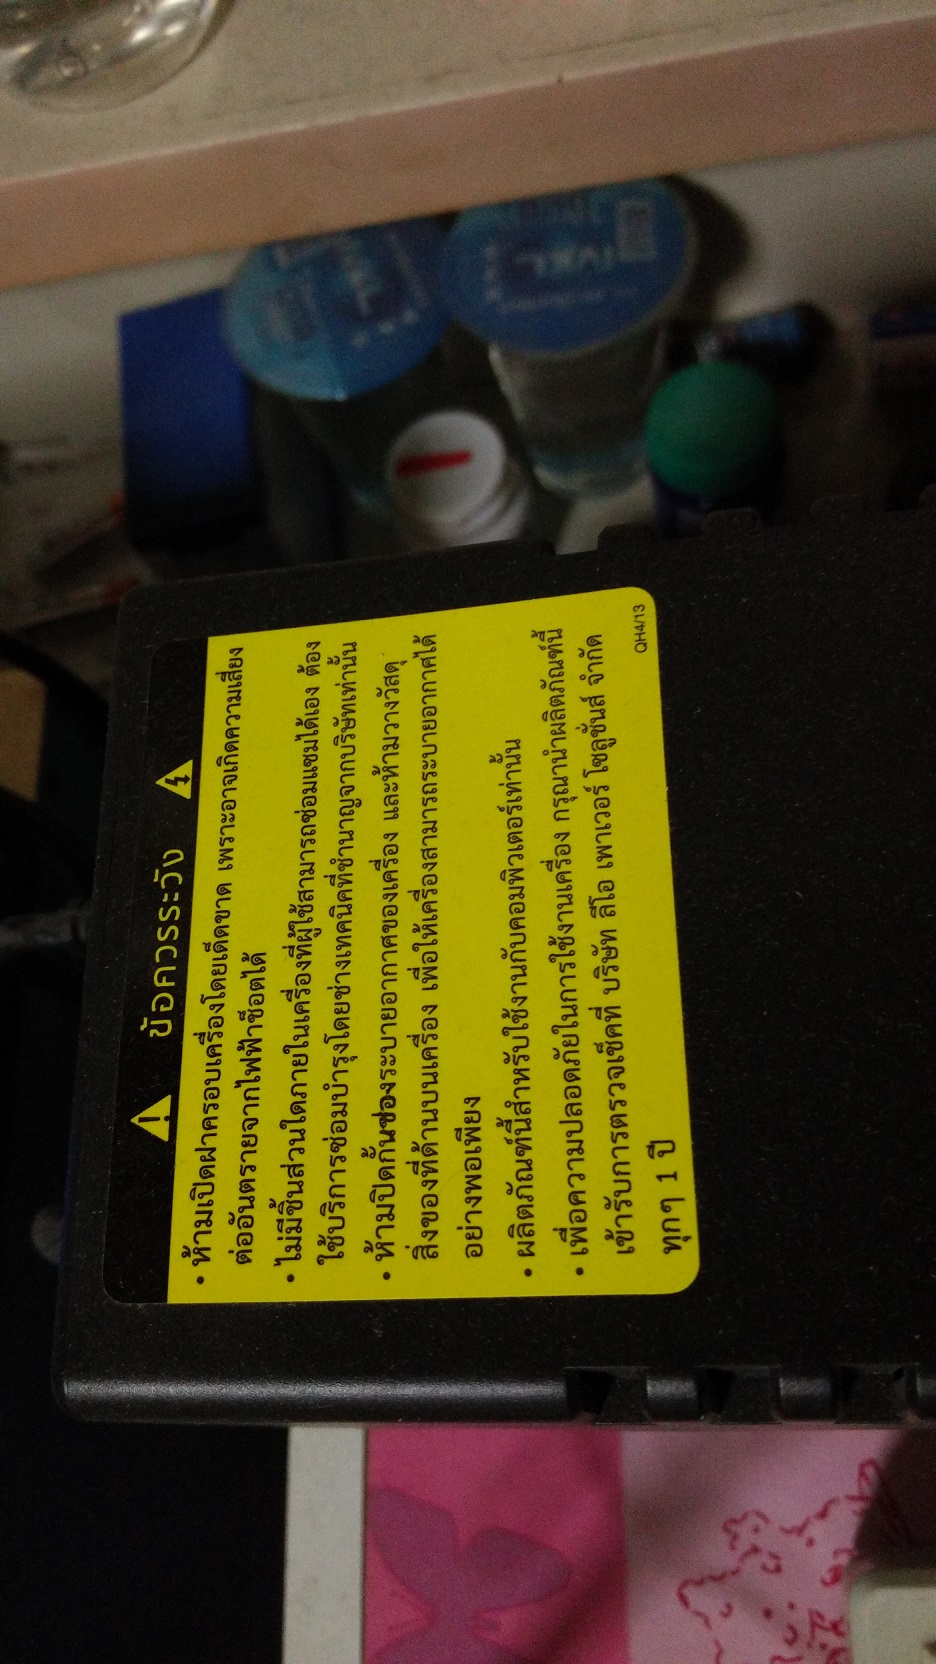 ข้อควรระวัง
• ห้ามเปิดฝาครอบเครื่องโดยเด็ดขาด เพราะอาจเกิดความเสี่ยง
ต่ออันตรายจากไฟฟ้าช็อตได้
• ไม่มีชิ้นส่วนใดภายในเครื่องที่ผู้ใช้สามารถซ่อมแซมได้เอง ต้อง
ใช้บริการซ่อมบำรุงโดยช่างเทคนิคที่ชำนาญจากบริษัทเท่านั้น
• ห้ามปิดกั้นช่องระบายอากาศของเครื่อง และห้ามวางวัสดุ
สิ่งของที่ด้านบนเครื่อง เพื่อให้เครื่องสามารถระบายอากาศได้
อย่างพอเพียง
• ผลิตภัณฑ์นี้สำหรับใช้งานกับคอมพิวเตอร์เท่านั้น
• เพื่อความปลอดภัยในการใช้งานเครื่อง กรุณานำผลิตภัณฑ์นี้
เข้ารับการตรวจเช็คที่ บริษัท ลีโอ เพาเวอร์ โซลูชั่นส์ จำกัด
ทุกๆ 1 ปี
QH4/13